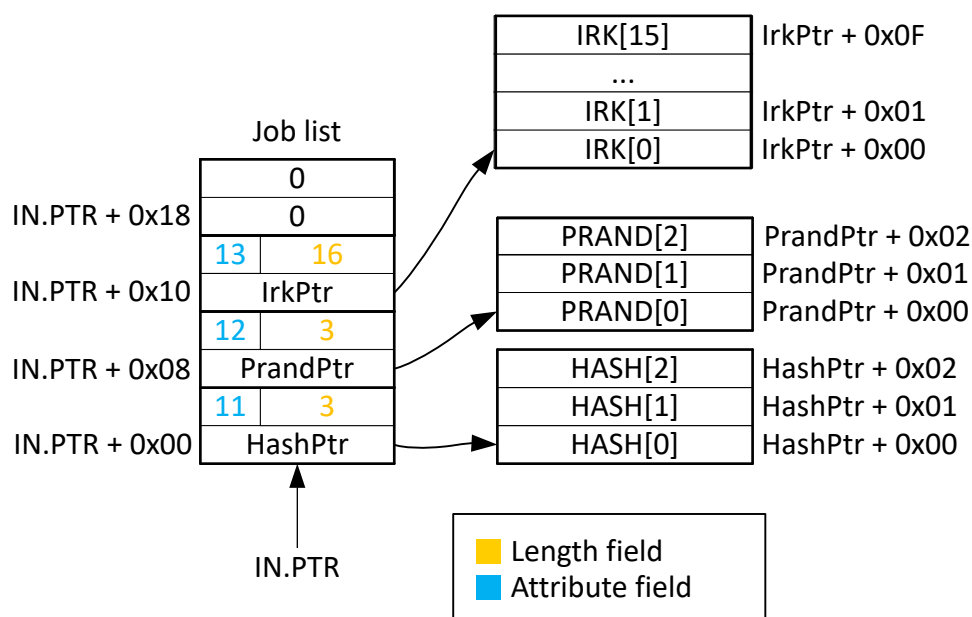 Job list
0
IN.PTR + 0x18
0
13 16
IN.PTR + 0x10
IrkPtr
12 3
IN.PTR + 0x08
PrandPtr
11 3
IN.PTR + 0x00
HashPtr
IN.PTR
IRK[15] IrkPtr + 0x0F
...
IRK[1] IrkPtr + 0x01
IRK[0] IrkPtr + 0x00
PRAND[2] PrandPtr + 0x02
PRAND[1] PrandPtr + 0x01
PRAND[0] PrandPtr + 0x00
HASH[2] HashPtr + 0x02
HASH[1] HashPtr + 0x01
HASH[0] HashPtr + 0x00
Length field
Attribute field